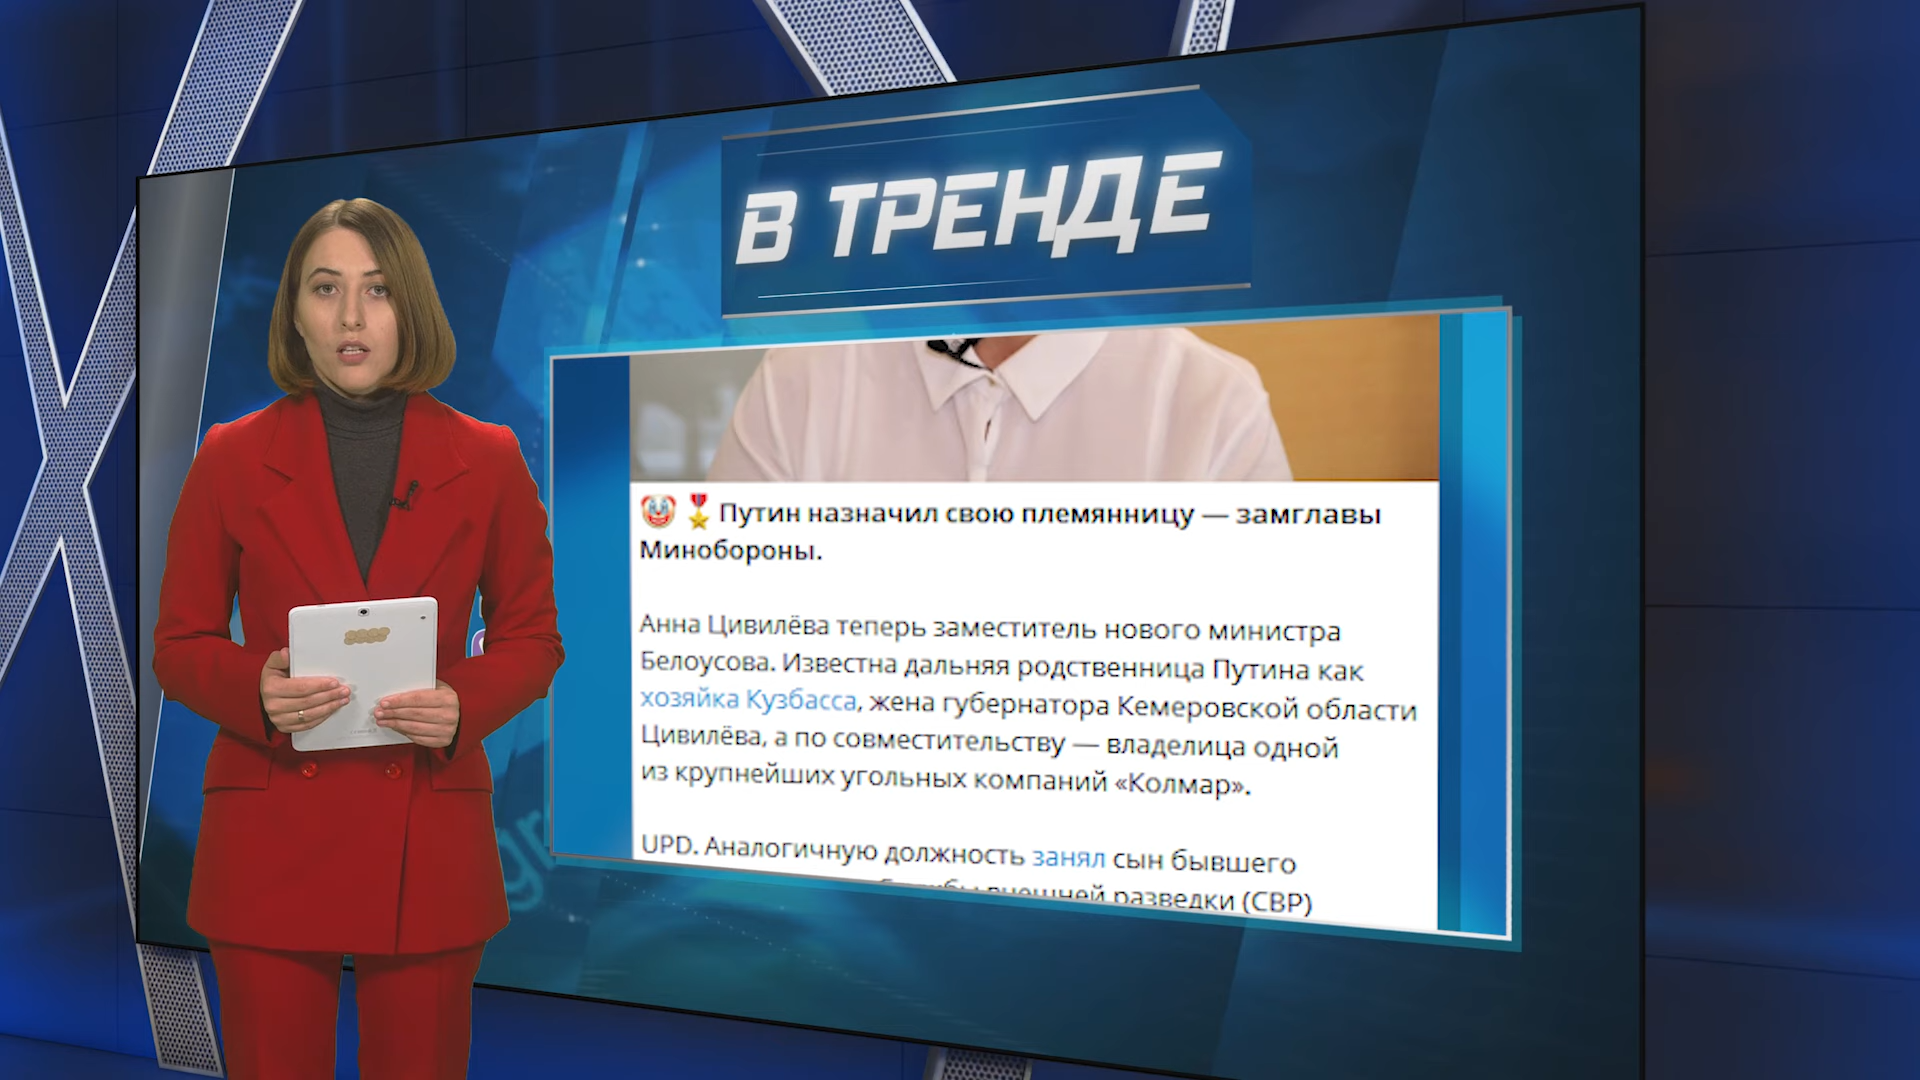 В ТРЕНДЕ
Путин назначил свою племянницу — замглавы
Минобороны.
Анна Цивилёва теперь заместитель нового министра
Белоусова. Известна дальняя родственница Путина как
хозяйка Кузбасса, жена губернатора Кемеровской области
Цивилёва, а по совместительству — владелица одной
из крупнейших угольных компаний «Колмар».
UPD. Аналогичную должность занял сын бывшего
внешней разведки (СВР)
gr